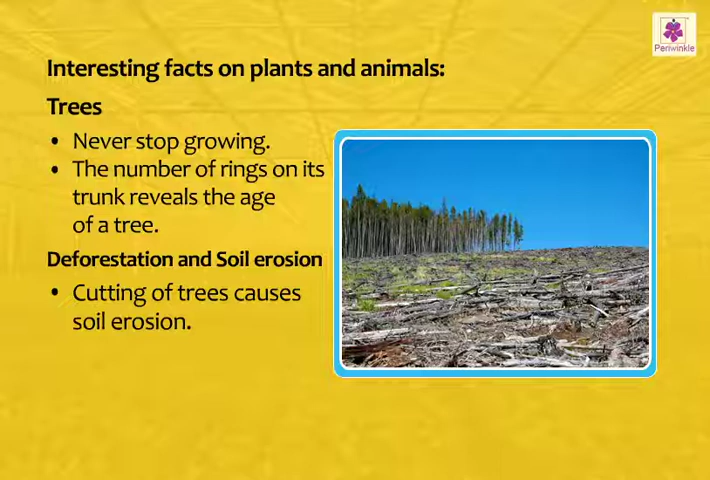 Periwinkle
Interesting facts on plants and animals:
Trees
• Never stop growing.
• The number of rings on its
trunk reveals the age
of a tree.
Deforestation and Soil erosion
• Cutting of trees causes
soil erosion.